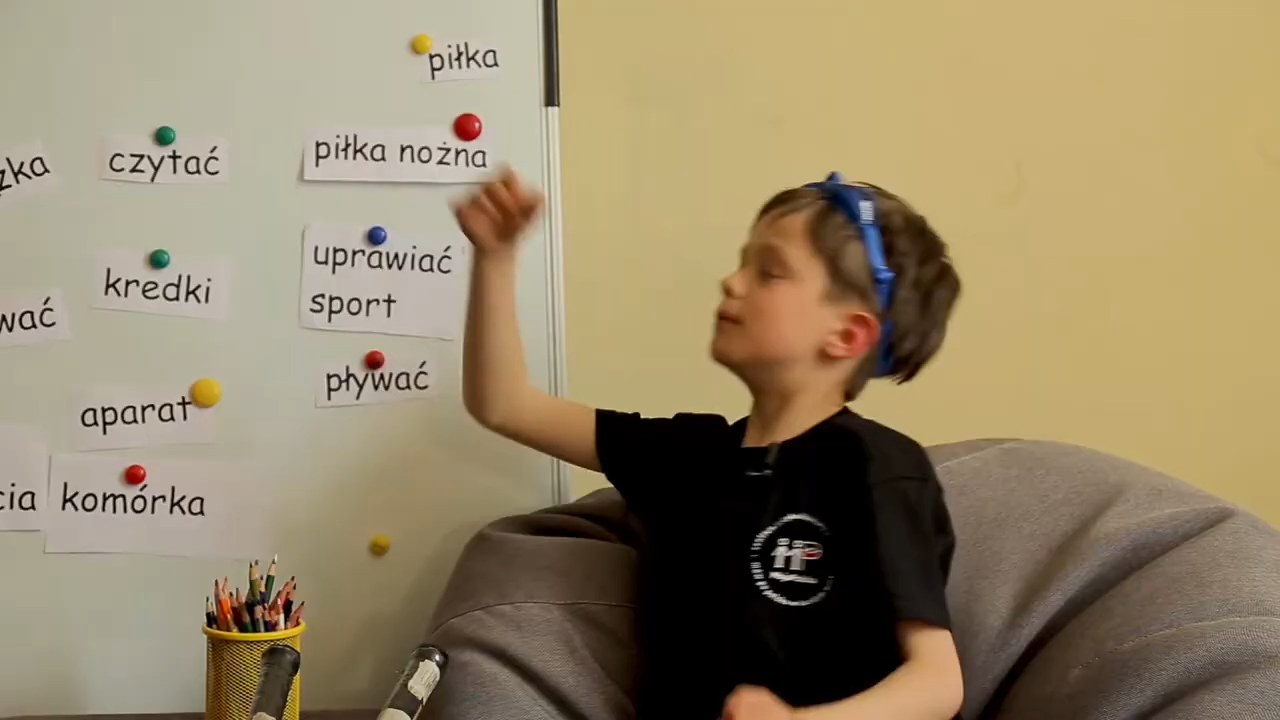 piłka
czytać
piłka nożna
kredki
uprawiać
sport
pływać
aparat
komórka